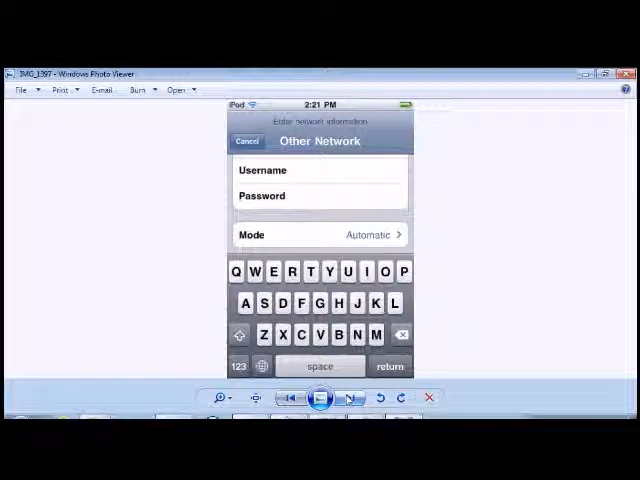 IMG_1397 - Windows Photo Viewer
File Print E-mail Burn Open
iPod 2:21 PM
Enter network information
Cancel Other Network
Username
Password
Mode Automatic
Q W E R T Y U I O P
A S D F G H J K L
Z X C V B N M
123 space return